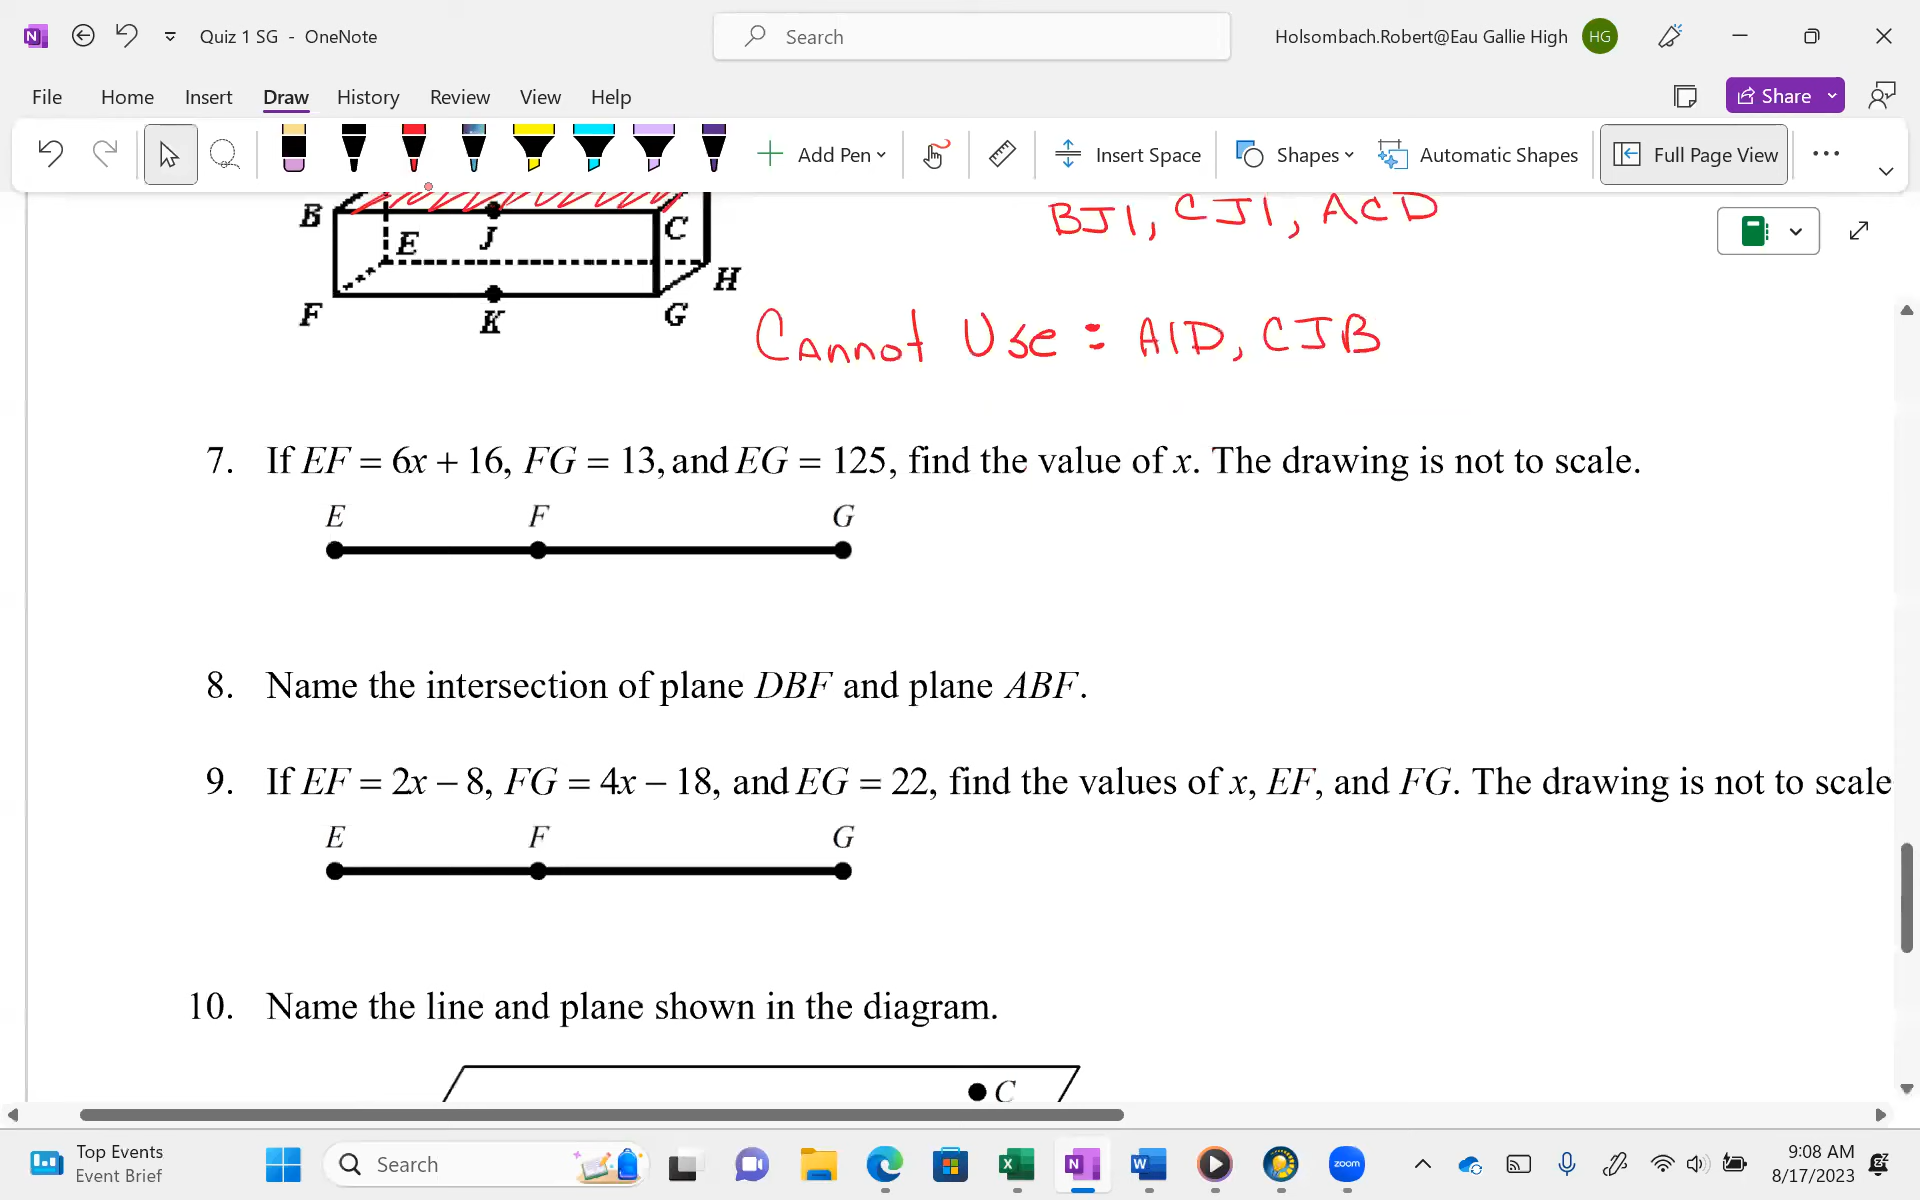 Quiz 1 SG - OneNote
Search
Holsombach.Robert@Eau Gallie High
HG
File Home Insert Draw History Review View Help
Share
Add Pen
Insert Space
Shapes
Automatic Shapes
Full Page View
B J C
E
H
F K G
BJI, CJI, ACD
Cannot Use : AID, CJB
7. If EF = 6x + 16, FG = 13, and EG = 125, find the value of x. The drawing is not to scale.
E F G
8. Name the intersection of plane DBF and plane ABF.
9. If EF = 2x − 8, FG = 4x − 18, and EG = 22, find the values of x, EF, and FG. The drawing is not to scale
E F G
10. Name the line and plane shown in the diagram.
C
Top Events
Event Brief
Search
zoom
9:08 AM
8/17/2023